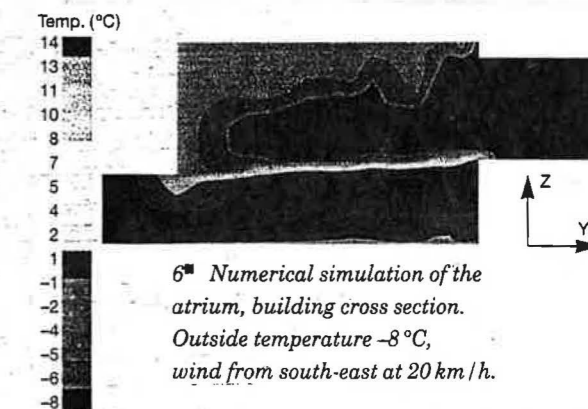 Temp. (°C)
14
13
11
10
8
7
5
4
2
1
-1
-2
-4
-5
-6
-8
Z
Y
6■ Numerical simulation of the
atrium, building cross section.
Outside temperature –8 °C,
wind from south-east at 20 km / h.